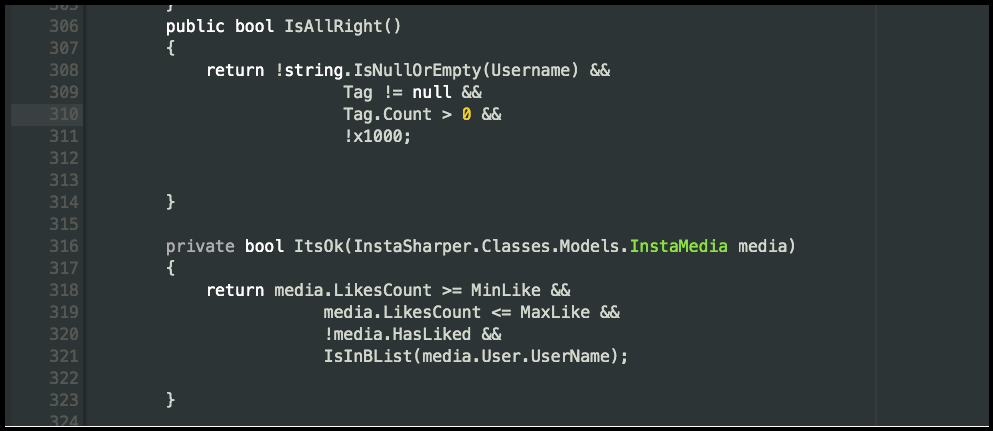 305 }
306 public bool IsAllRight()
307 {
308 return !string.IsNullOrEmpty(Username) &&
309 Tag != null &&
310 Tag.Count > 0 &&
311 !x1000;
312
313
314 }
315
316 private bool ItsOk(InstaSharper.Classes.Models.InstaMedia media)
317 {
318 return media.LikesCount >= MinLike &&
319 media.LikesCount <= MaxLike &&
320 !media.HasLiked &&
321 IsInBList(media.User.UserName);
322
323 }
324